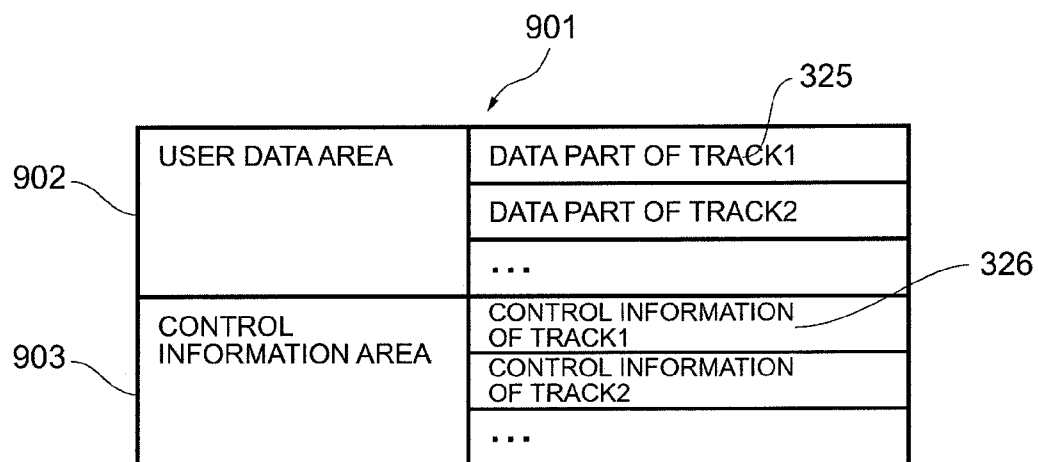 901
325
USER DATA AREA
DATA PART OF TRACK1
902
DATA PART OF TRACK2
...
326
CONTROL INFORMATION AREA
CONTROL INFORMATION
OF TRACK1
903
CONTROL INFORMATION
OF TRACK2
...